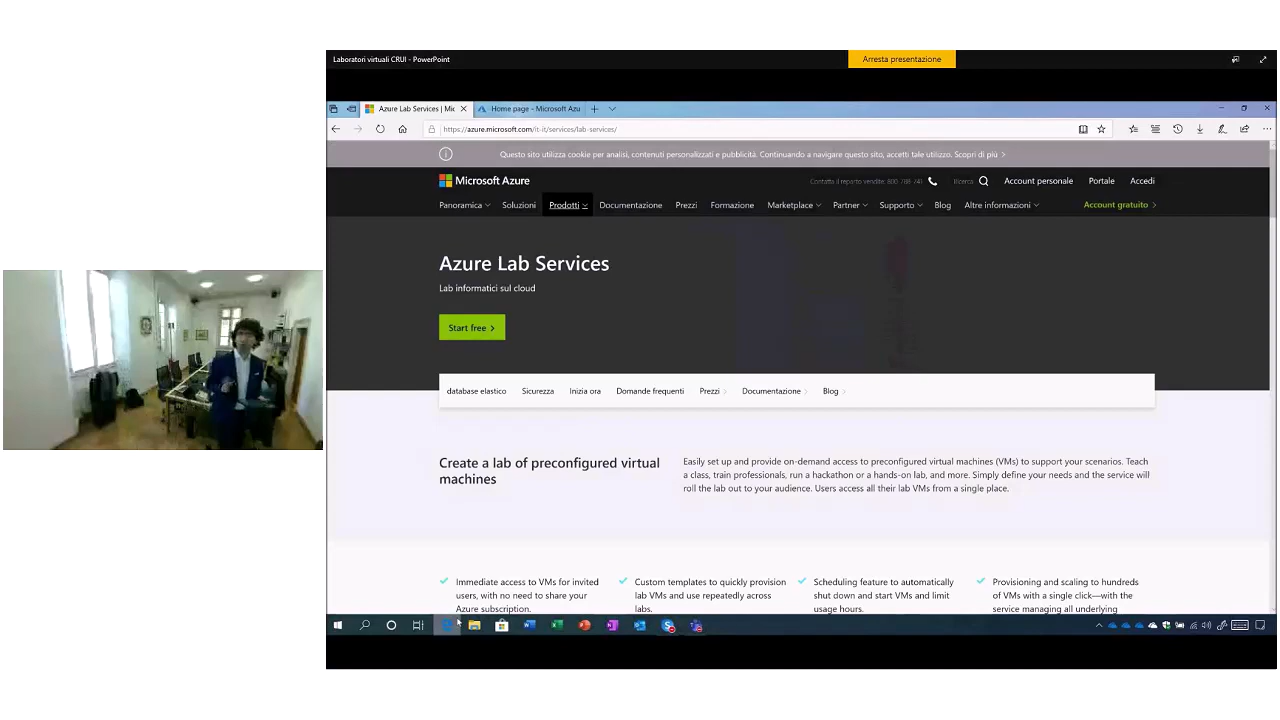 Laboratori virtuali CRUI - PowerPoint
Arresta presentazione
Azure Lab Services | Mic
Home page - Microsoft Azu
https://azure.microsoft.com/it-it/services/lab-services/
Questo sito utilizza cookie per analisi, contenuti personalizzati e pubblicità. Continuando a navigare questo sito, accetti tale utilizzo. Scopri di più
Microsoft Azure
Contatta il reparto vendite: 800-788-741
Ricerca
Account personale
Portale
Accedi
Panoramica
Soluzioni
Prodotti
Documentazione
Prezzi
Formazione
Marketplace
Partner
Supporto
Blog
Altre informazioni
Account gratuito
Azure Lab Services
Lab informatici sul cloud
Start free
database elastico
Sicurezza
Inizia ora
Domande frequenti
Prezzi
Documentazione
Blog
Create a lab of preconfigured virtual
machines
Easily set up and provide on-demand access to preconfigured virtual machines (VMs) to support your scenarios. Teach
a class, train professionals, run a hackathon or a hands-on lab, and more. Simply define your needs and the service will
roll the lab out to your audience. Users access all their lab VMs from a single place.
Immediate access to VMs for invited
users, with no need to share your
Azure subscription.
Custom templates to quickly provision
lab VMs and use repeatedly across
labs.
Scheduling feature to automatically
shut down and start VMs and limit
usage hours.
Provisioning and scaling to hundreds
of VMs with a single click—with the
service managing all underlying